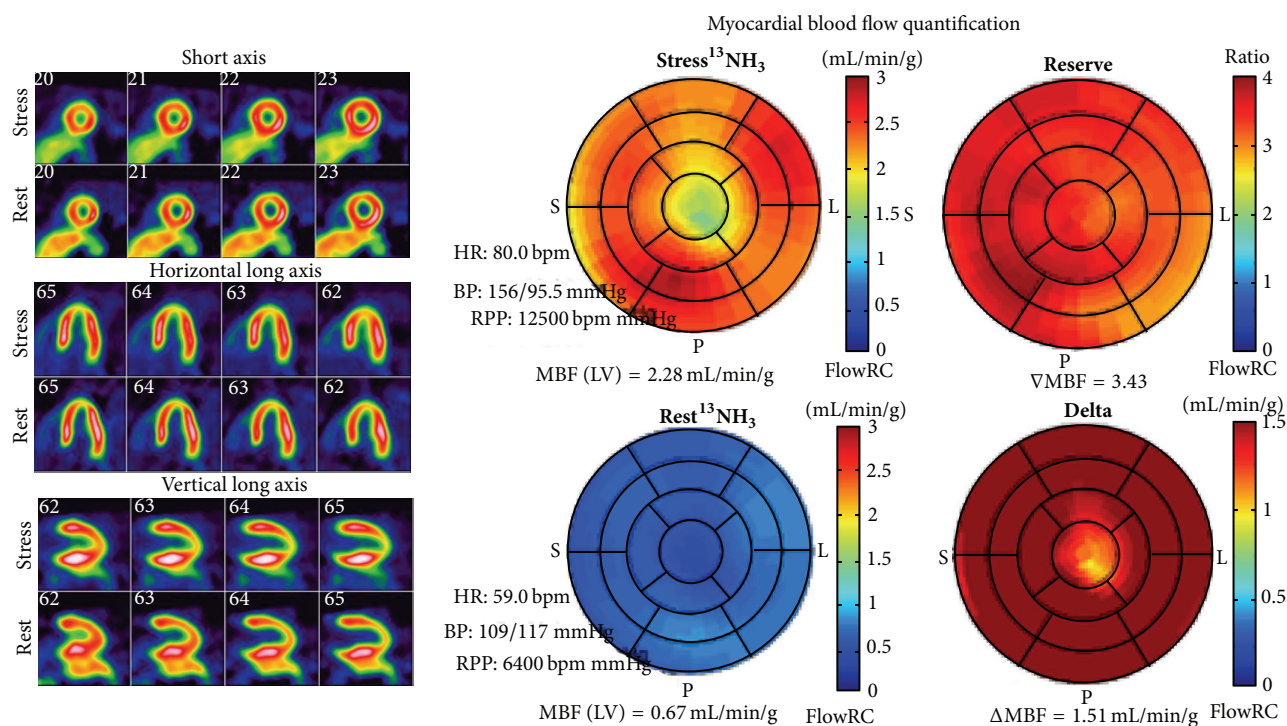 Myocardial blood flow quantification
Short axis
Stress
20 21 22 23
Rest
20 21 22 23
Horizontal long axis
Stress
65 64 63 62
Rest
65 64 63 62
Vertical long axis
Stress
62 63 64 65
Rest
62 63 64 65
Stress ¹³NH₃
(mL/min/g)
3
2.5
2
1.5
1
0.5
0
S
HR: 80.0 bpm
BP: 156/95.5 mmHg
RPP: 12500 bpm mmHg
L
P
MBF (LV) = 2.28 mL/min/g
FlowRC
Reserve
Ratio
4
3
2
1
0
S
L
P
∇MBF = 3.43
FlowRC
Rest ¹³NH₃
(mL/min/g)
3
2.5
2
1.5
1
0.5
0
S
HR: 59.0 bpm
BP: 109/117 mmHg
RPP: 6400 bpm mmHg
L
P
MBF (LV) = 0.67 mL/min/g
FlowRC
Delta
(mL/min/g)
1.5
1
0.5
0
S
L
P
ΔMBF = 1.51 mL/min/g
FlowRC